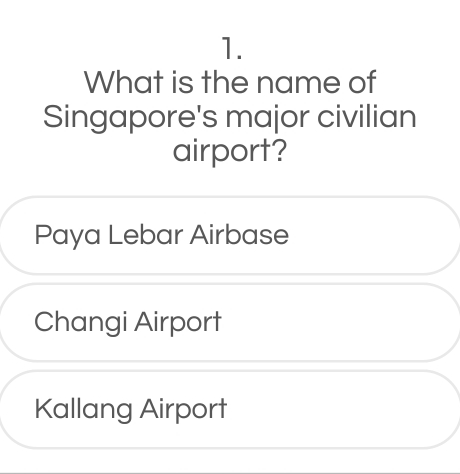 1.
What is the name of
Singapore's major civilian
airport?
Paya Lebar Airbase
Changi Airport
Kallang Airport